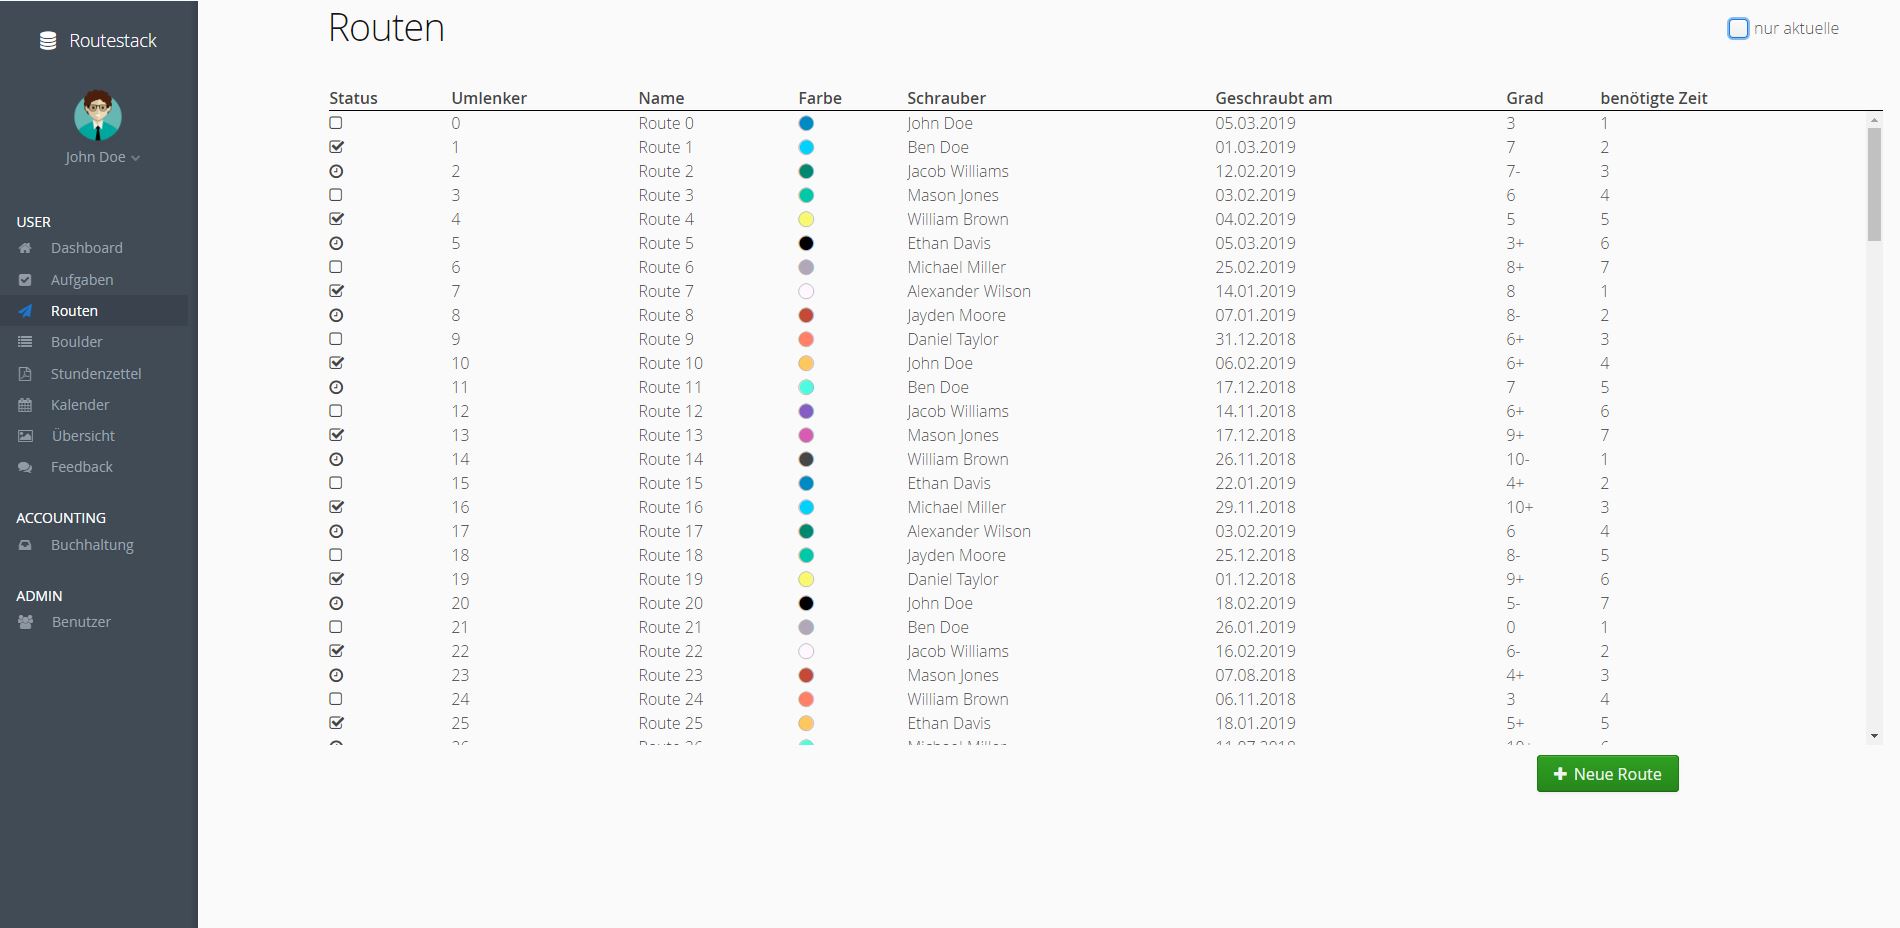 Routestack
John Doe
USER
Dashboard
Aufgaben
Routen
Boulder
Stundenzettel
Kalender
Übersicht
Feedback
ACCOUNTING
Buchhaltung
ADMIN
Benutzer
Routen
nur aktuelle
Status Umlenker Name Farbe Schrauber Geschraubt am Grad benötigte Zeit
0 Route 0 John Doe 05.03.2019 3 1
1 Route 1 Ben Doe 01.03.2019 7 2
2 Route 2 Jacob Williams 12.02.2019 7- 3
3 Route 3 Mason Jones 03.02.2019 6 4
4 Route 4 William Brown 04.02.2019 5 5
5 Route 5 Ethan Davis 05.03.2019 3+ 6
6 Route 6 Michael Miller 25.02.2019 8+ 7
7 Route 7 Alexander Wilson 14.01.2019 8 1
8 Route 8 Jayden Moore 07.01.2019 8- 2
9 Route 9 Daniel Taylor 31.12.2018 6+ 3
10 Route 10 John Doe 06.02.2019 6+ 4
11 Route 11 Ben Doe 17.12.2018 7 5
12 Route 12 Jacob Williams 14.11.2018 6+ 6
13 Route 13 Mason Jones 17.12.2018 9+ 7
14 Route 14 William Brown 26.11.2018 10- 1
15 Route 15 Ethan Davis 22.01.2019 4+ 2
16 Route 16 Michael Miller 29.11.2018 10+ 3
17 Route 17 Alexander Wilson 03.02.2019 6 4
18 Route 18 Jayden Moore 25.12.2018 8- 5
19 Route 19 Daniel Taylor 01.12.2018 9+ 6
20 Route 20 John Doe 18.02.2019 5- 7
21 Route 21 Ben Doe 26.01.2019 0 1
22 Route 22 Jacob Williams 16.02.2019 6- 2
23 Route 23 Mason Jones 07.08.2018 4+ 3
24 Route 24 William Brown 06.11.2018 3 4
25 Route 25 Ethan Davis 18.01.2019 5+ 5
Neue Route